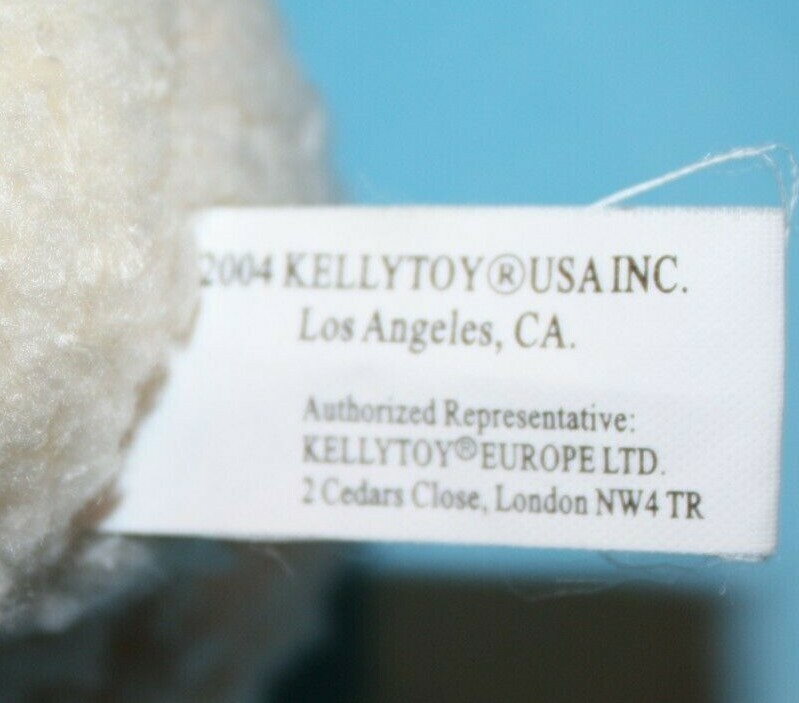 2004 KELLYTOY®USA INC.
Los Angeles, CA.
Authorized Representative:
KELLYTOY®EUROPE LTD.
2 Cedars Close, London NW4 TR